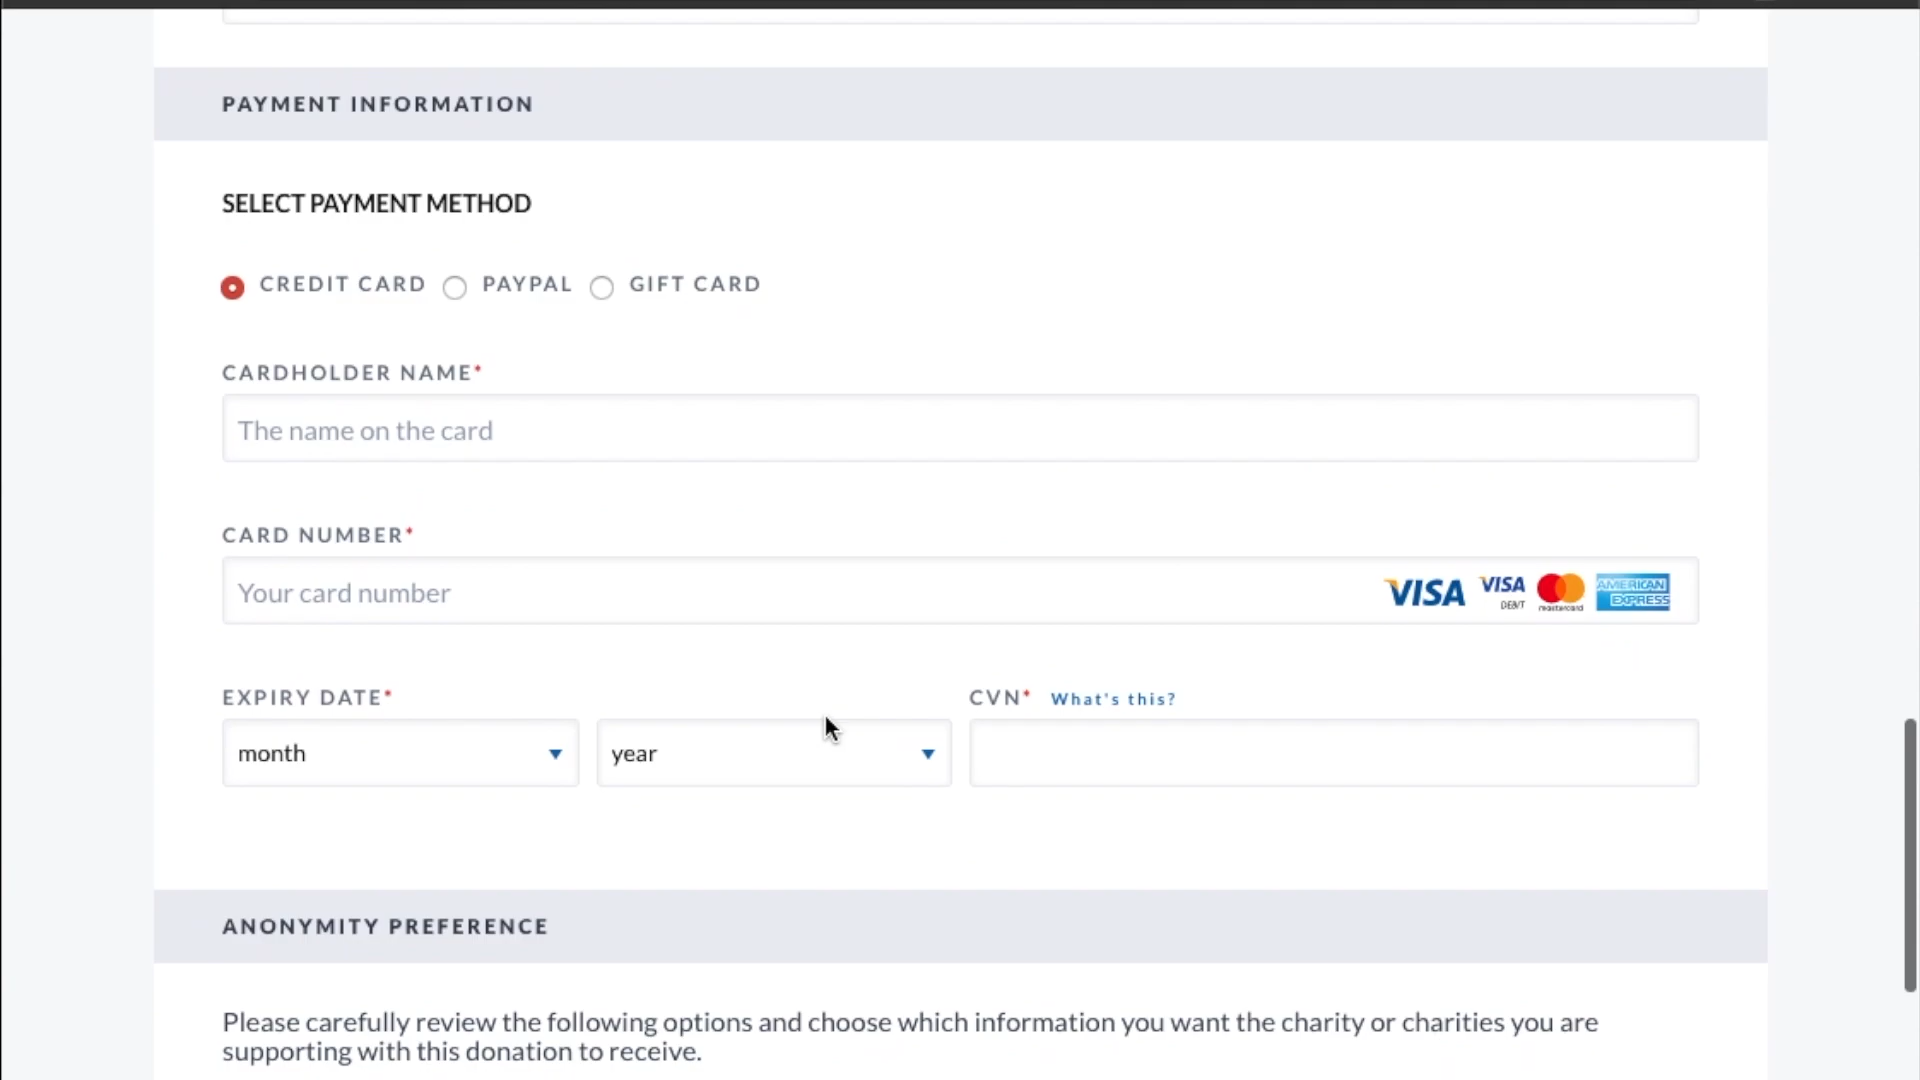 PAYMENT INFORMATION
SELECT PAYMENT METHOD
CREDIT CARD PAYPAL GIFT CARD
CARDHOLDER NAME*
The name on the card
CARD NUMBER*
Your card number VISA VISA DEBIT mastercard AMERICAN EXPRESS
EXPIRY DATE* CVN* What's this?
month year
ANONYMITY PREFERENCE
Please carefully review the following options and choose which information you want the charity or charities you are
supporting with this donation to receive.